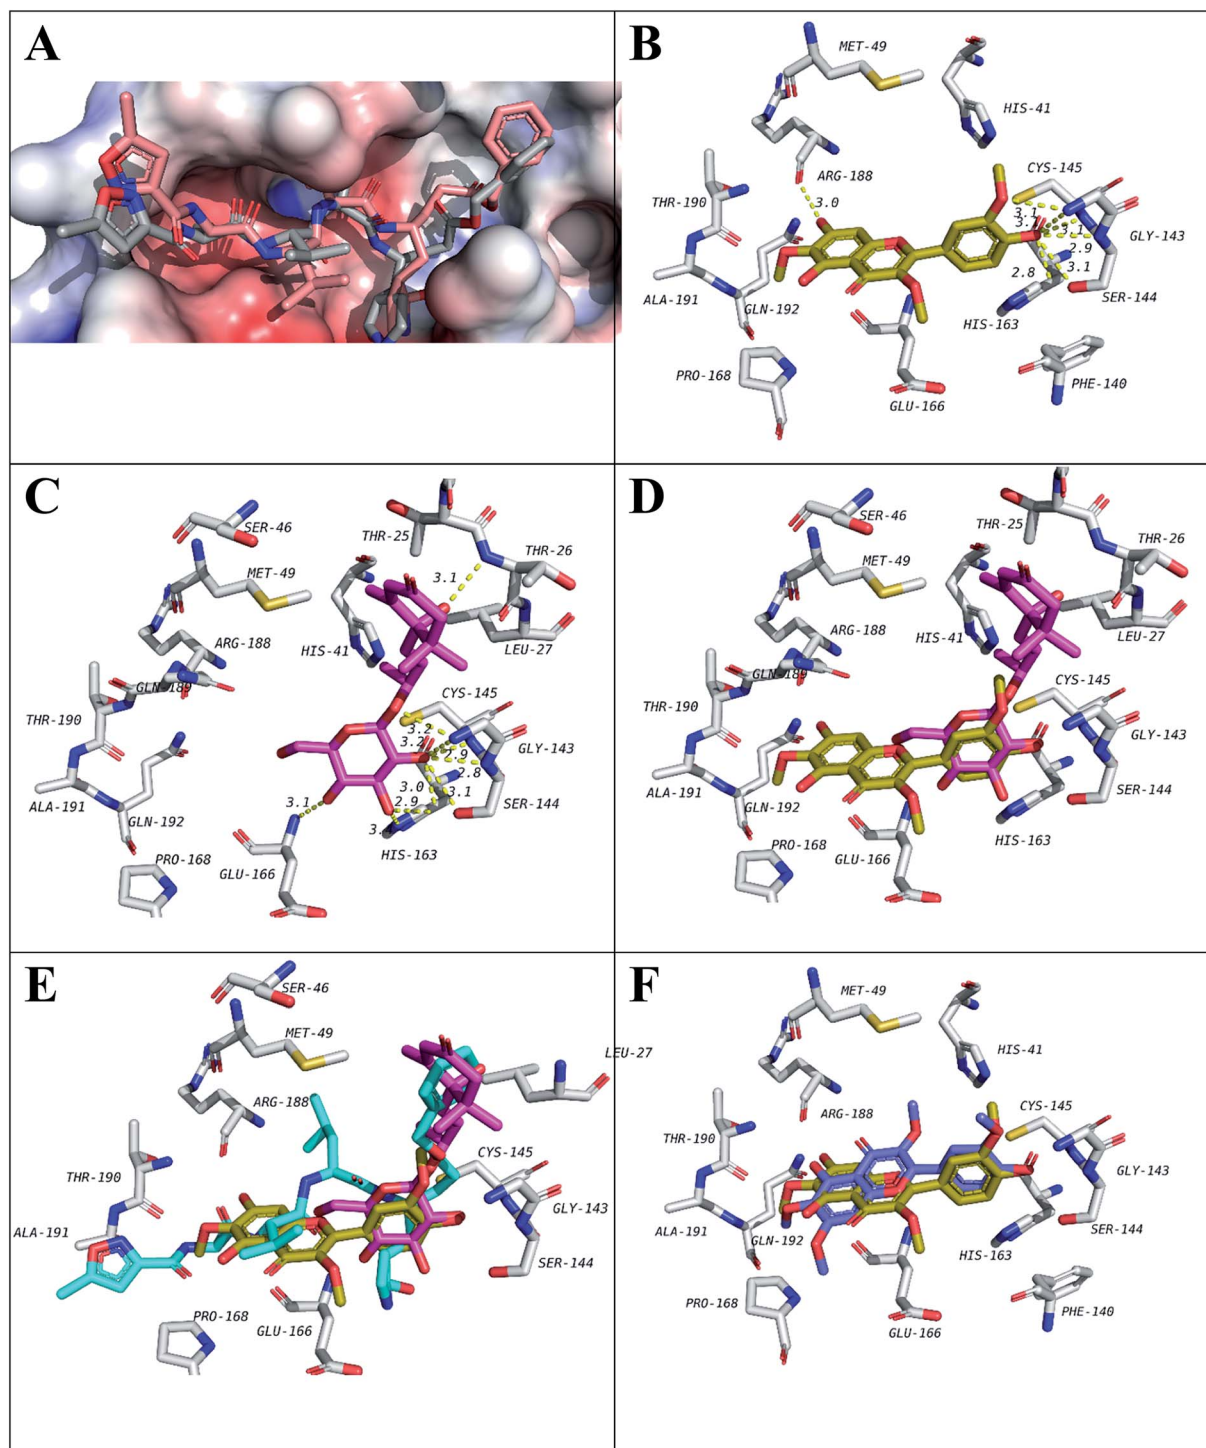 A
B
MET-49
HIS-41
ARG-188
CYS-145
3.0
THR-190
3.1
3.1
GLY-143
2.9
2.8
3.1
ALA-191
GLN-192
SER-144
HIS-163
PRO-168
PHE-140
GLU-166
C
SER-46
THR-25
THR-26
MET-49
3.1
ARG-188
HIS-41
LEU-27
GLN-189
CYS-145
THR-190
3.2
3.2
GLY-143
2.9
2.8
3.0
3.1
ALA-191
3.1
2.9
SER-144
GLN-192
3.4
HIS-163
PRO-168
GLU-166
D
SER-46
THR-25
THR-26
MET-49
ARG-188
HIS-41
LEU-27
GLN-189
CYS-145
THR-190
GLY-143
ALA-191
SER-144
GLN-192
HIS-163
PRO-168
GLU-166
E
SER-46
MET-49
LEU-27
ARG-188
CYS-145
THR-190
GLY-143
ALA-191
SER-144
PRO-168
GLU-166
F
MET-49
HIS-41
ARG-188
CYS-145
THR-190
GLY-143
ALA-191
SER-144
GLN-192
HIS-163
PRO-168
PHE-140
GLU-166